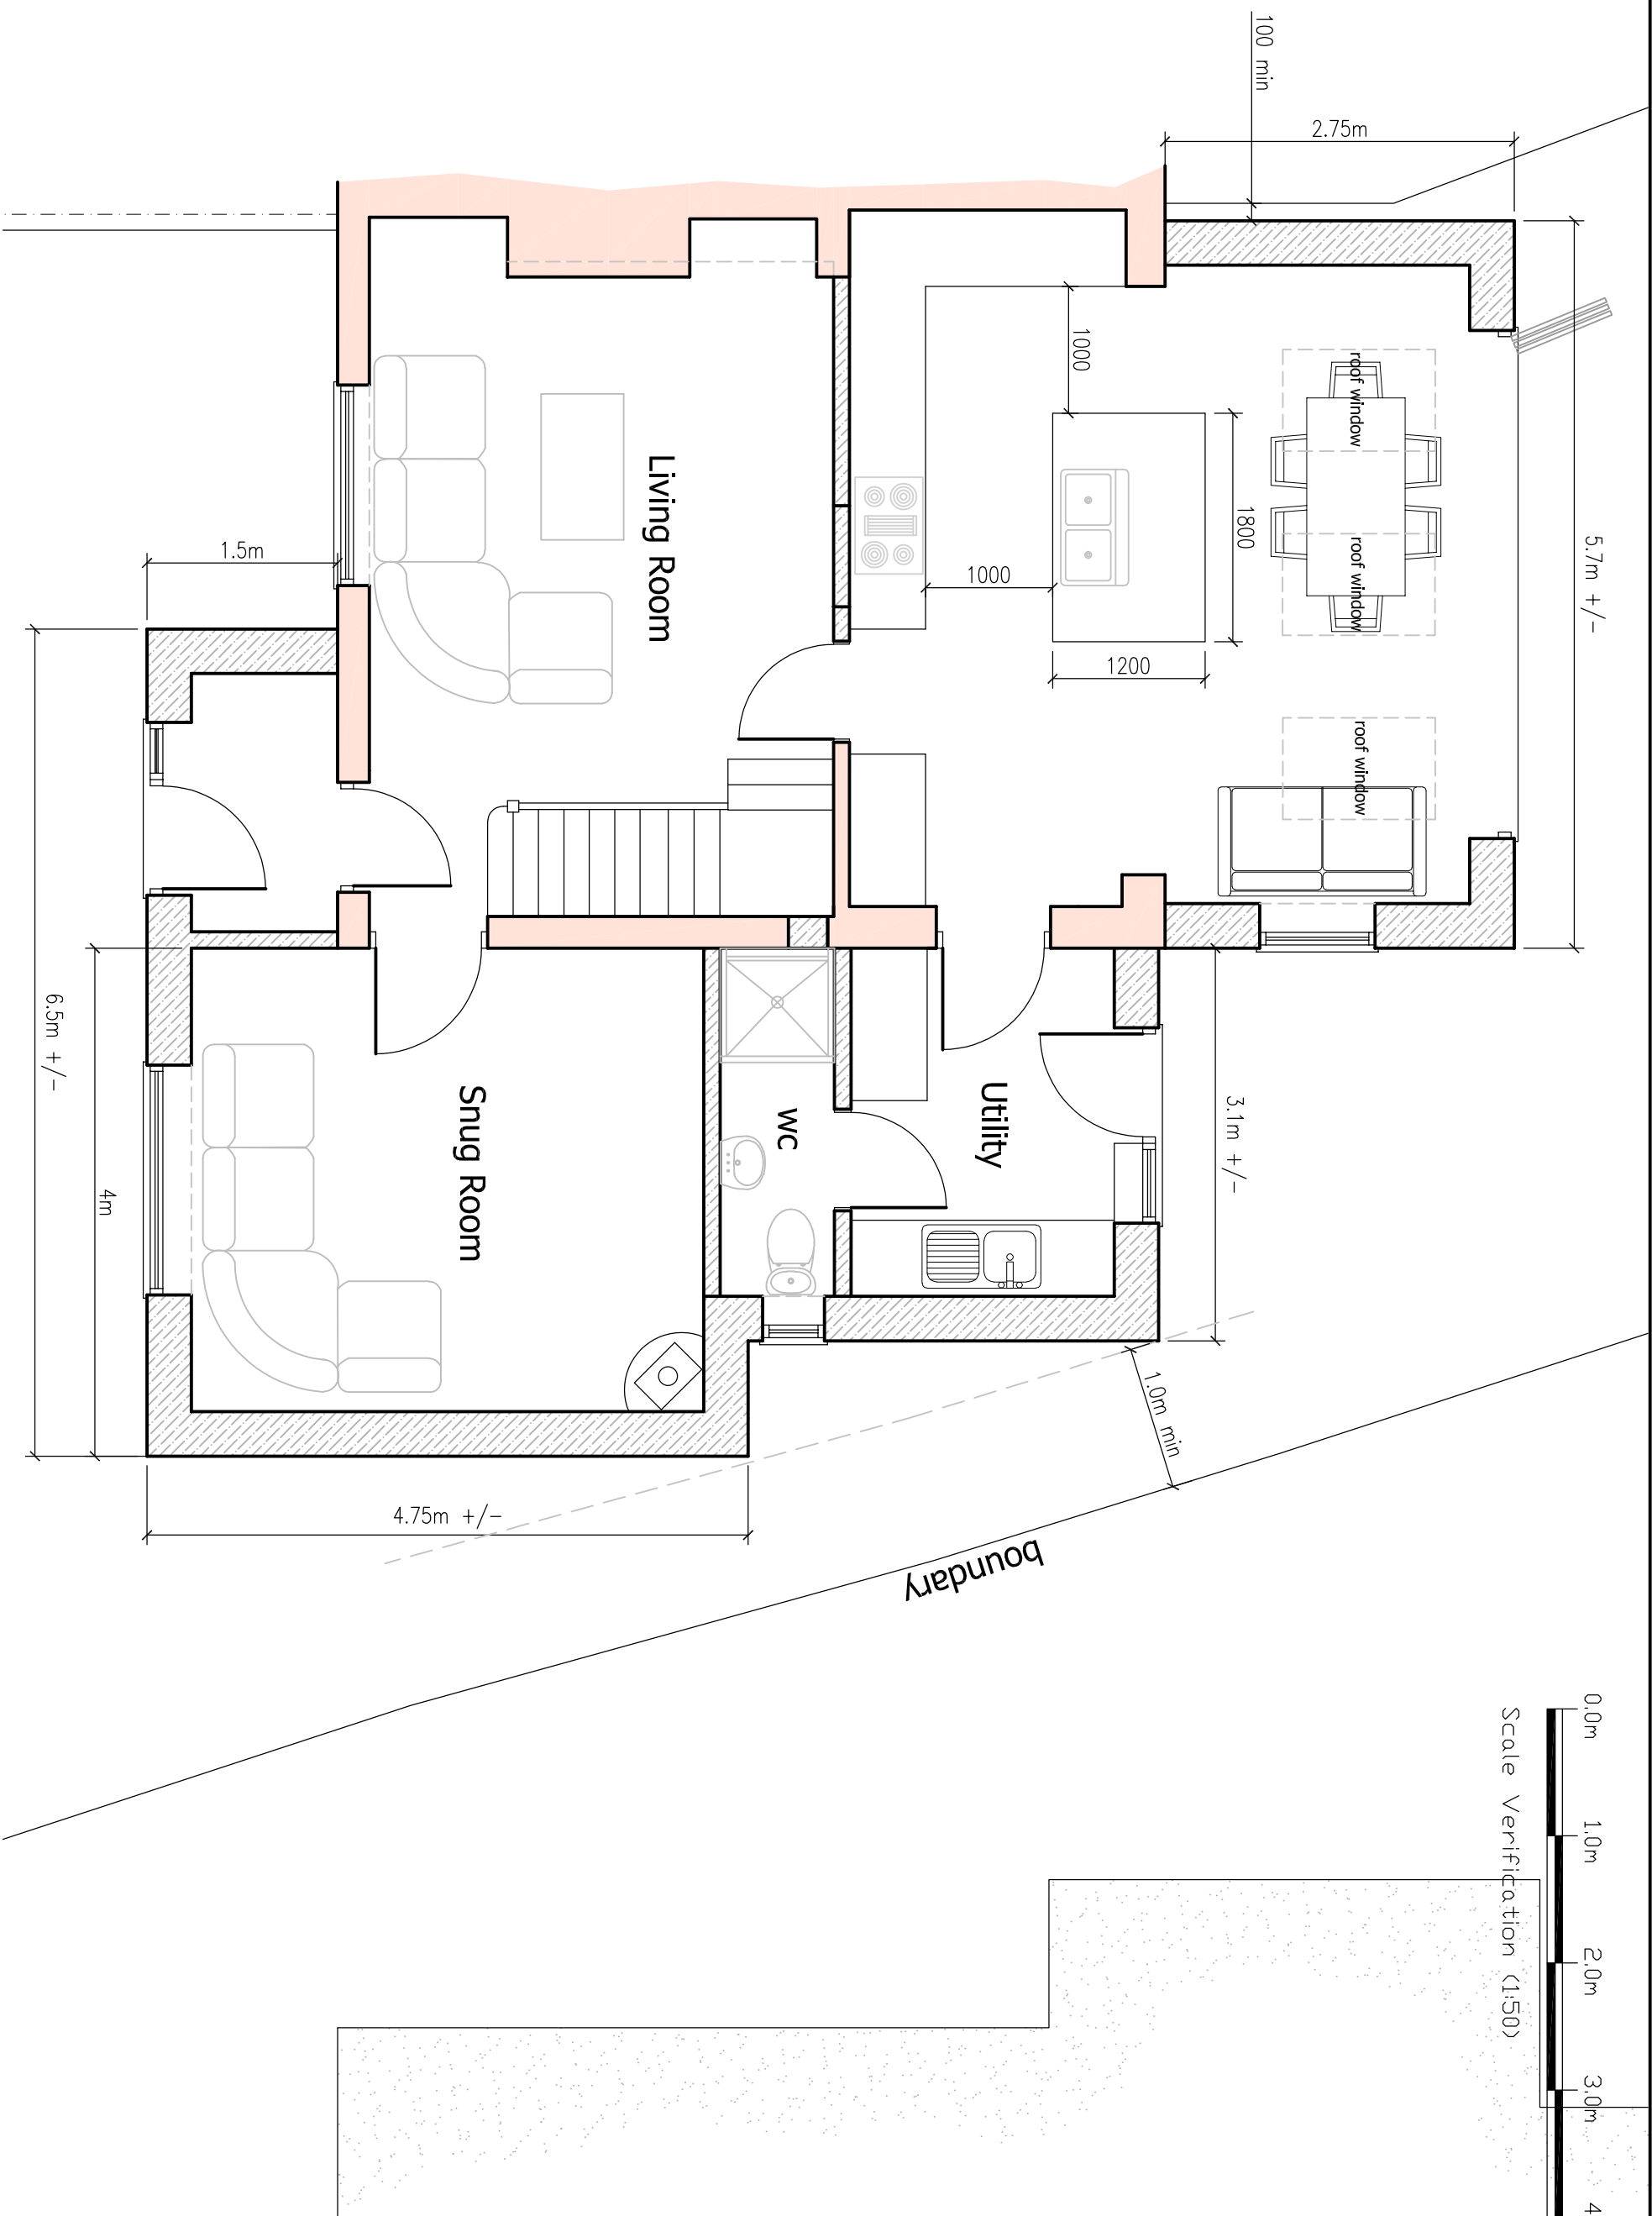 100 min
2.75m
5.7m +/-
roof window
roof window
roof window
1000
1800
1000
1200
Living Room
1.5m
3.1m +/-
Utility
WC
Snug Room
6.5m +/-
4m
4.75m +/-
1.0m min
boundary
0.0m
1.0m
2.0m
3.0m
4
Scale Verification (1:50)